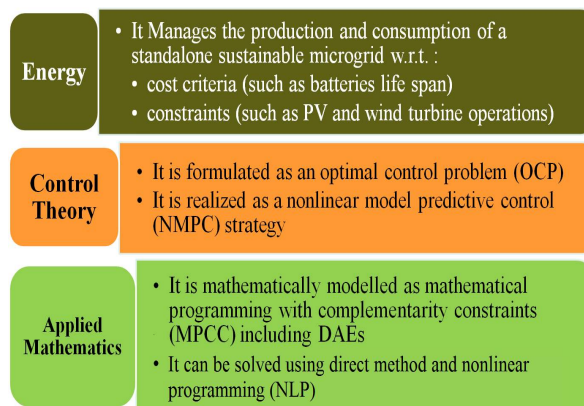 Energy
• It Manages the production and consumption of a
standalone sustainable microgrid w.r.t. :
• cost criteria (such as batteries life span)
• constraints (such as PV and wind turbine operations)
Control
Theory
• It is formulated as an optimal control problem (OCP)
• It is realized as a nonlinear model predictive control
(NMPC) strategy
Applied
Mathematics
• It is mathematically modelled as mathematical
programming with complementarity constraints
(MPCC) including DAEs
• It can be solved using direct method and nonlinear
programming (NLP)